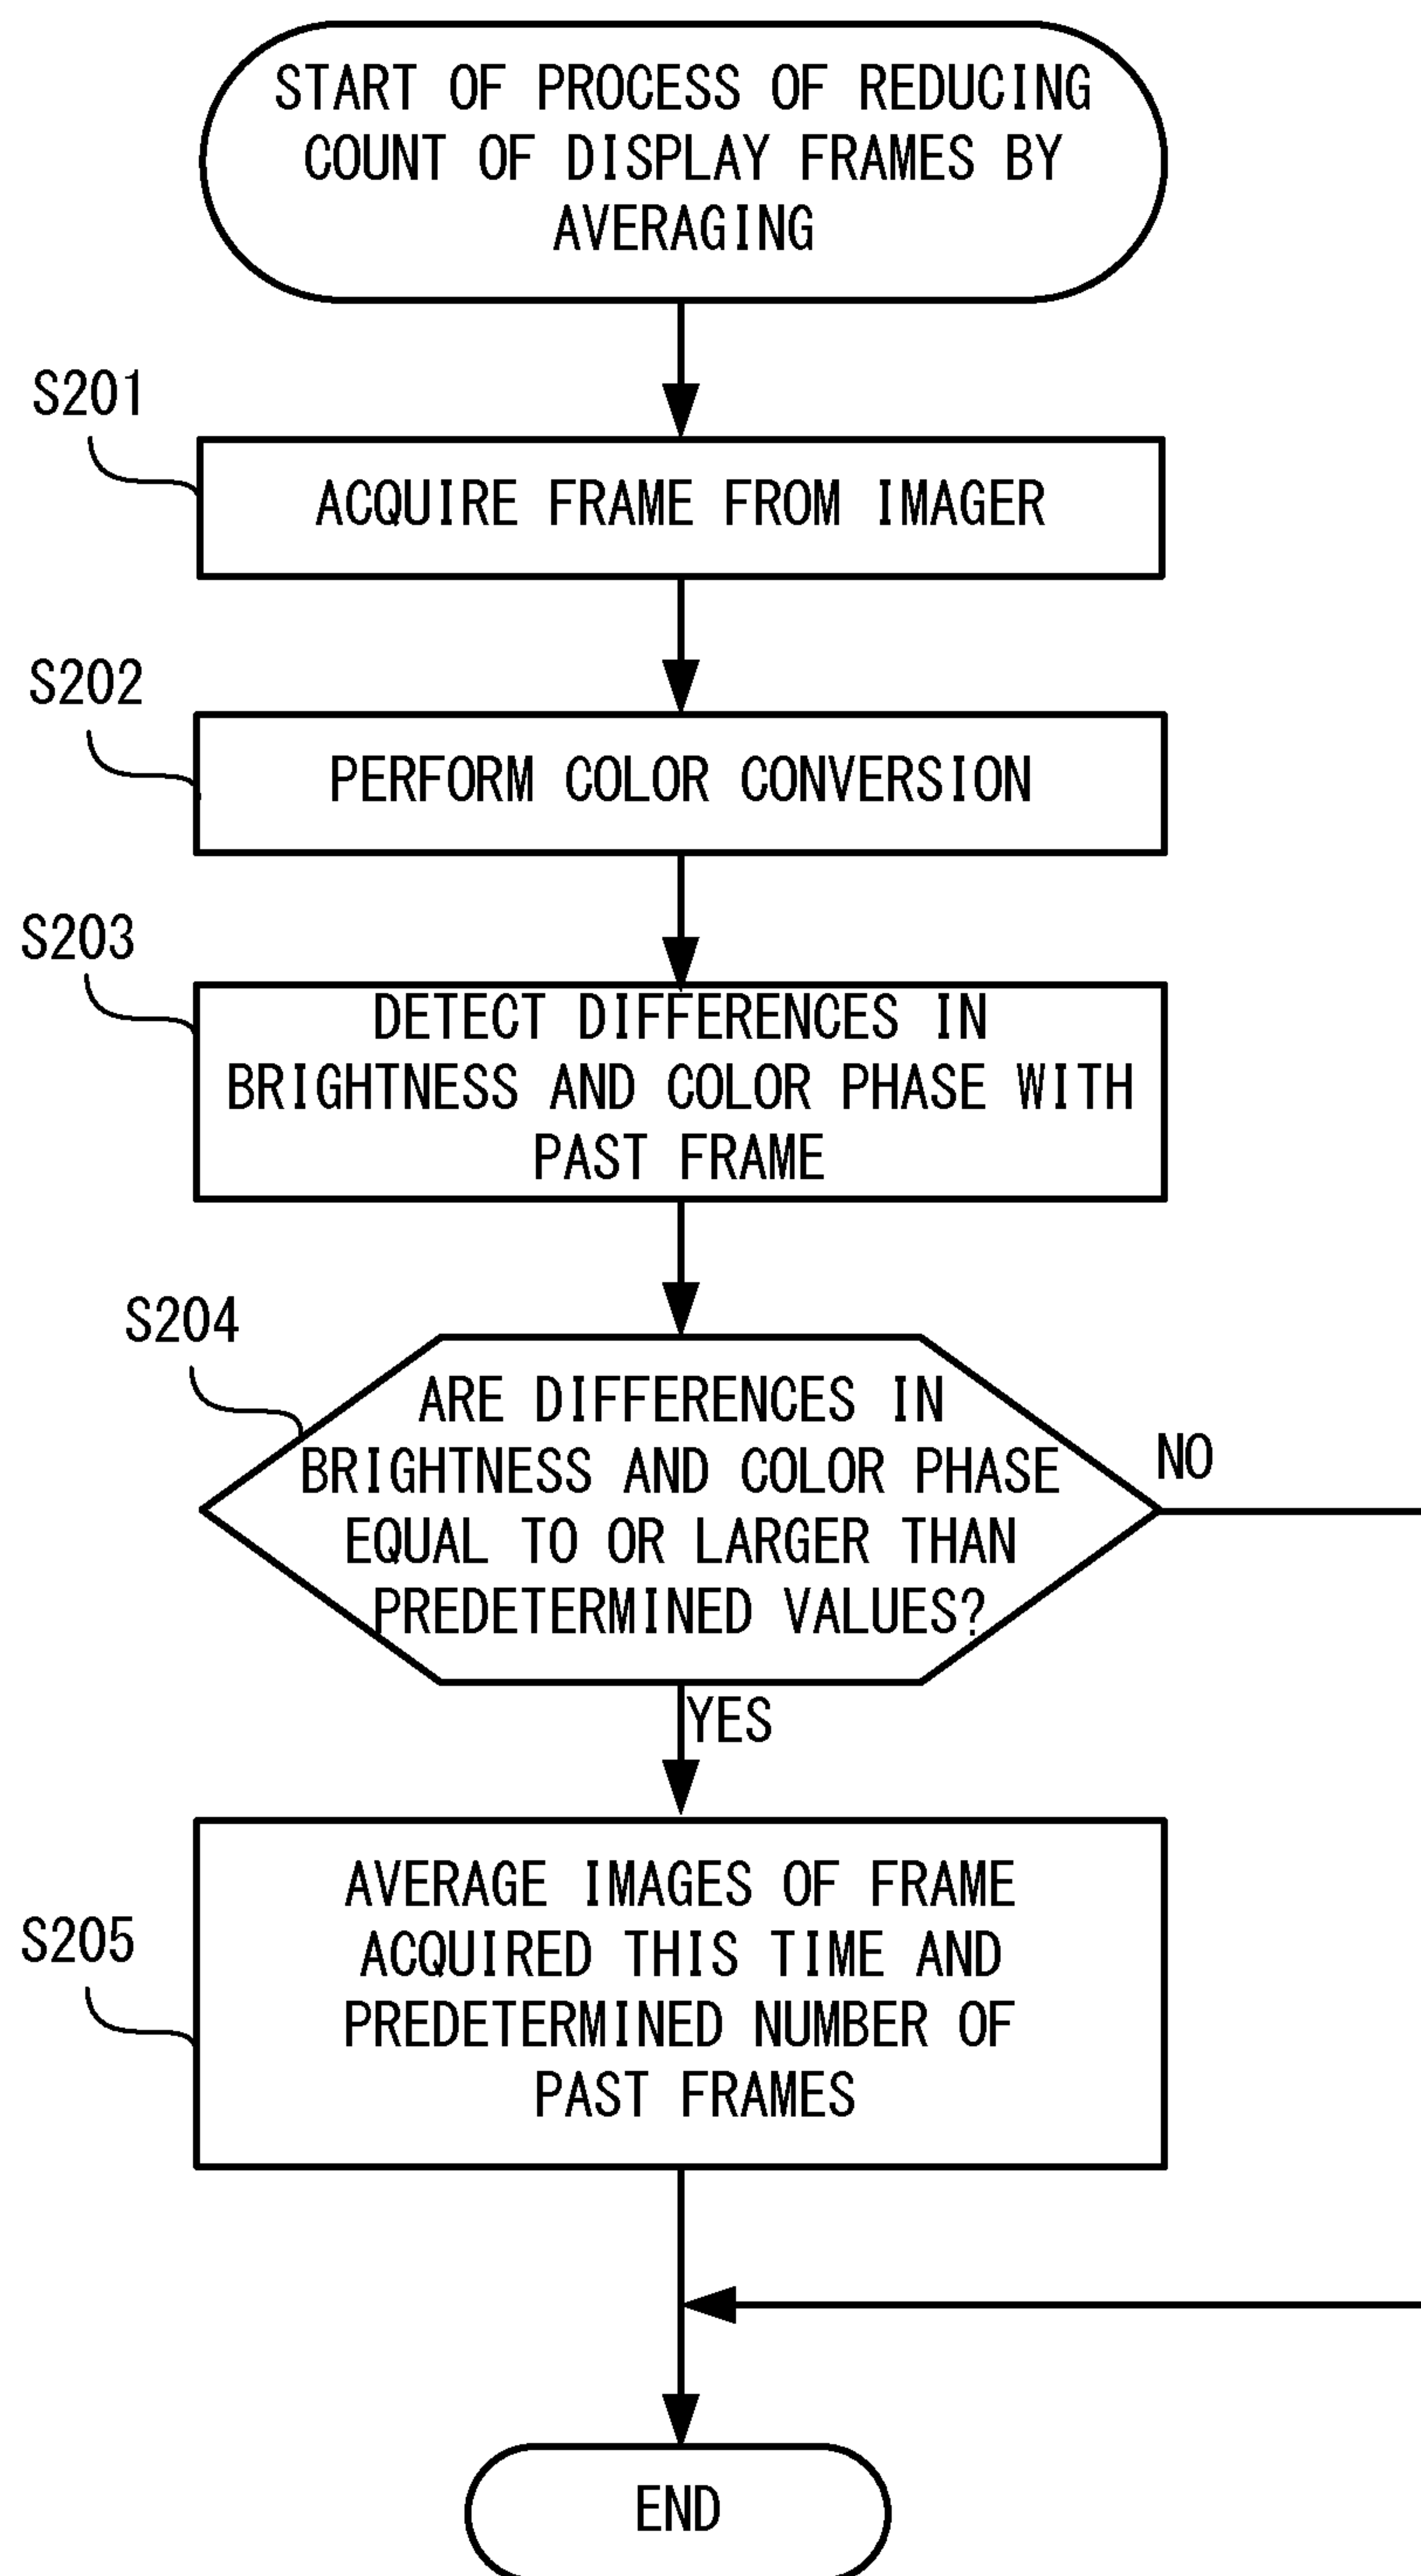 START OF PROCESS OF REDUCING
COUNT OF DISPLAY FRAMES BY
AVERAGING
S201
ACQUIRE FRAME FROM IMAGER
S202
PERFORM COLOR CONVERSION
S203
DETECT DIFFERENCES IN
BRIGHTNESS AND COLOR PHASE WITH
PAST FRAME
S204
ARE DIFFERENCES IN
BRIGHTNESS AND COLOR PHASE
EQUAL TO OR LARGER THAN
PREDETERMINED VALUES?
NO
YES
S205
AVERAGE IMAGES OF FRAME
ACQUIRED THIS TIME AND
PREDETERMINED NUMBER OF
PAST FRAMES
END